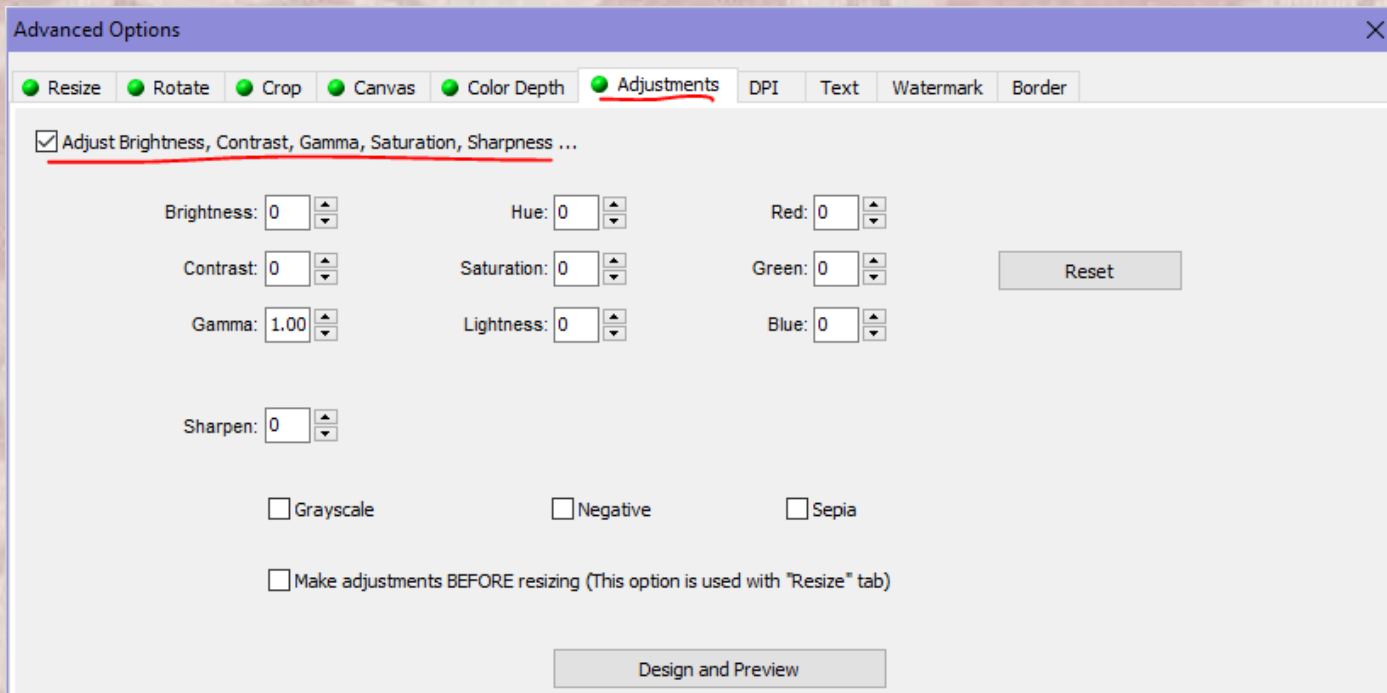 Advanced Options
Resize Rotate Crop Canvas Color Depth Adjustments DPI Text Watermark Border
Adjust Brightness, Contrast, Gamma, Saturation, Sharpness ...
Brightness: 0 Hue: 0 Red: 0
Contrast: 0 Saturation: 0 Green: 0 Reset
Gamma: 1.00 Lightness: 0 Blue: 0
Sharpen: 0
Grayscale Negative Sepia
Make adjustments BEFORE resizing (This option is used with "Resize" tab)
Design and Preview